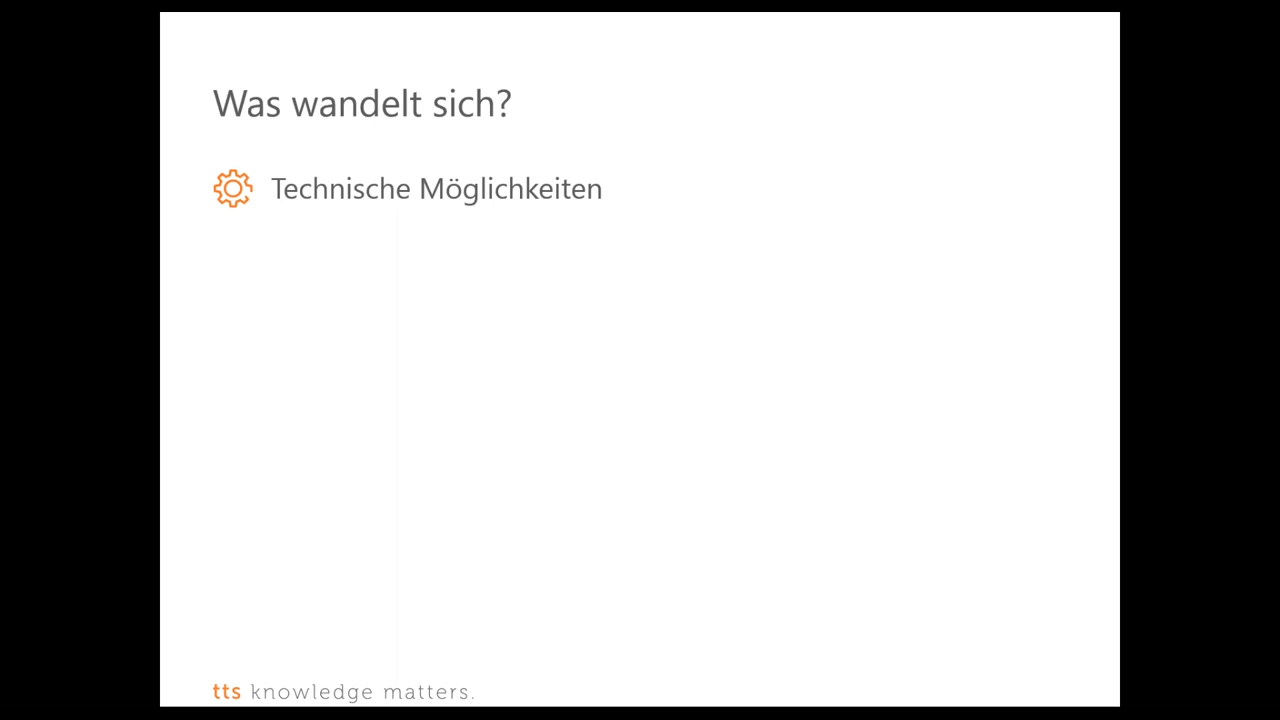 Was wandelt sich?
Technische Möglichkeiten
tts knowledge matters.